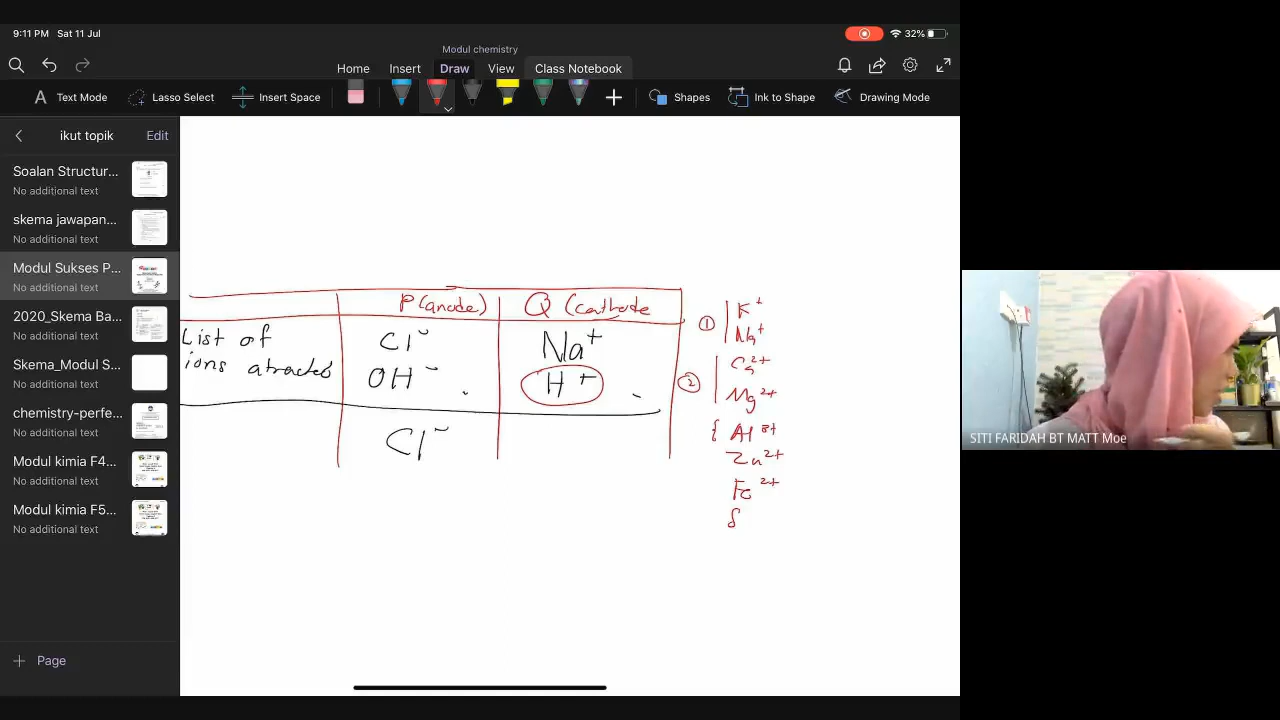 9:11 PM Sat 11 Jul
32%
Modul chemistry
Home Insert Draw View Class Notebook
Text Mode Lasso Select Insert Space Shapes Ink to Shape Drawing Mode
ikut topik Edit
Soalan Structur...
No additional text
skema jawapan...
No additional text
Modul Sukses P...
No additional text
2020_Skema Ba...
No additional text
Skema_Modul S...
No additional text
chemistry-perfe...
No additional text
Modul kimia F4...
No additional text
Modul kimia F5...
No additional text
Page
P (anode) Q (cathode
List of
ions atracted
Cl⁻
OH⁻
Na⁺
H⁺
Cl⁻
① K⁺
Na⁺
② Ca²⁺
Mg²⁺
Al³⁺
Zn²⁺
Fe²⁺
S
SITI FARIDAH BT MATT Moe